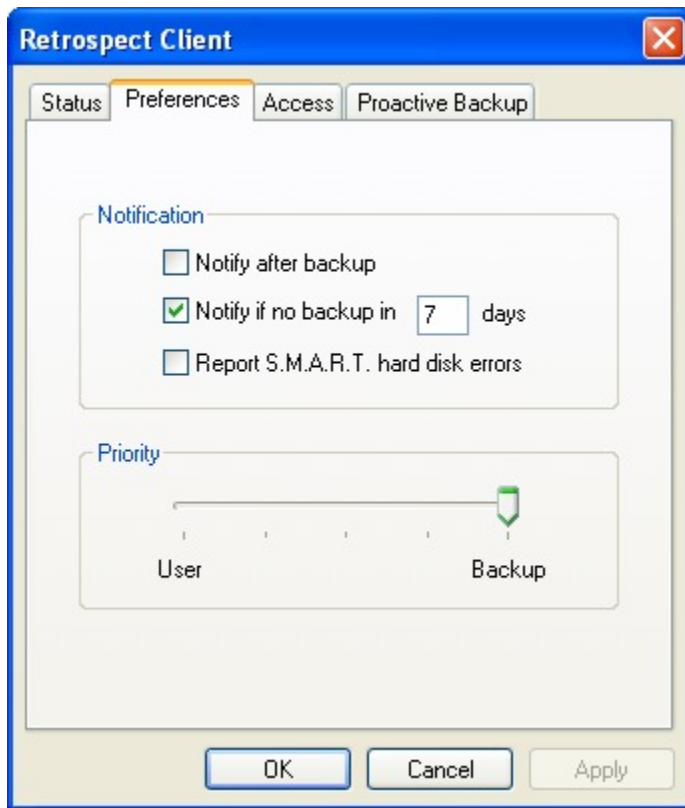 Retrospect Client
Status Preferences Access Proactive Backup
Notification
Notify after backup
Notify if no backup in 7 days
Report S.M.A.R.T. hard disk errors
Priority
User Backup
OK Cancel Apply